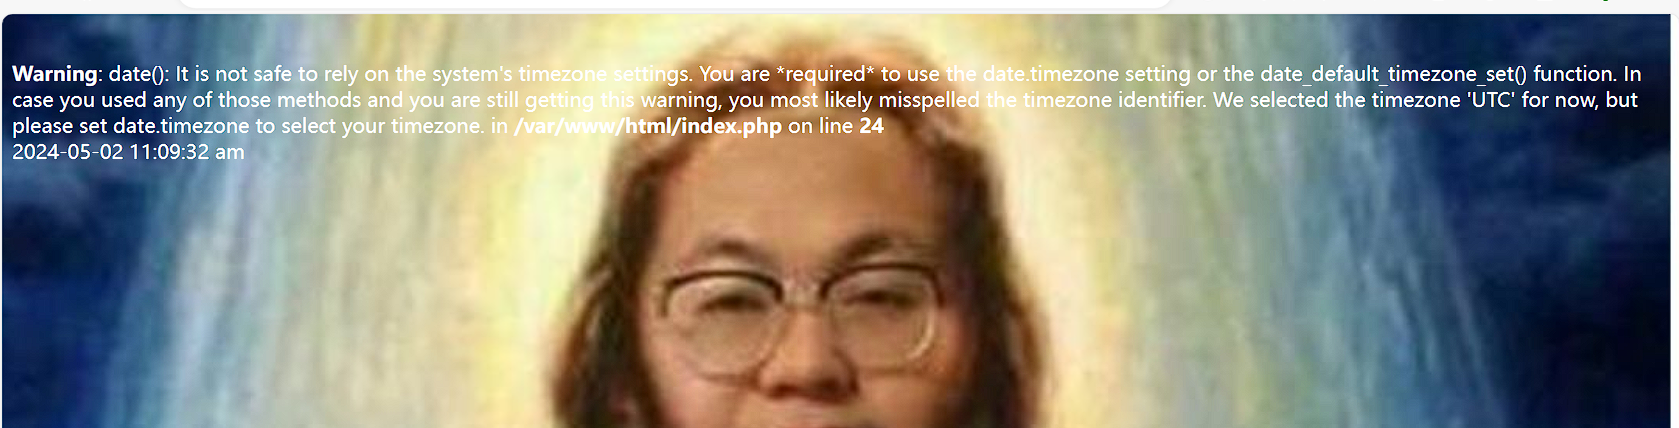 Warning: date(): It is not safe to rely on the system's timezone settings. You are *required* to use the date.timezone setting or the date_default_timezone_set() function. In
case you used any of those methods and you are still getting this warning, you most likely misspelled the timezone identifier. We selected the timezone 'UTC' for now, but
please set date.timezone to select your timezone. in /var/www/html/index.php on line 24
2024-05-02 11:09:32 am